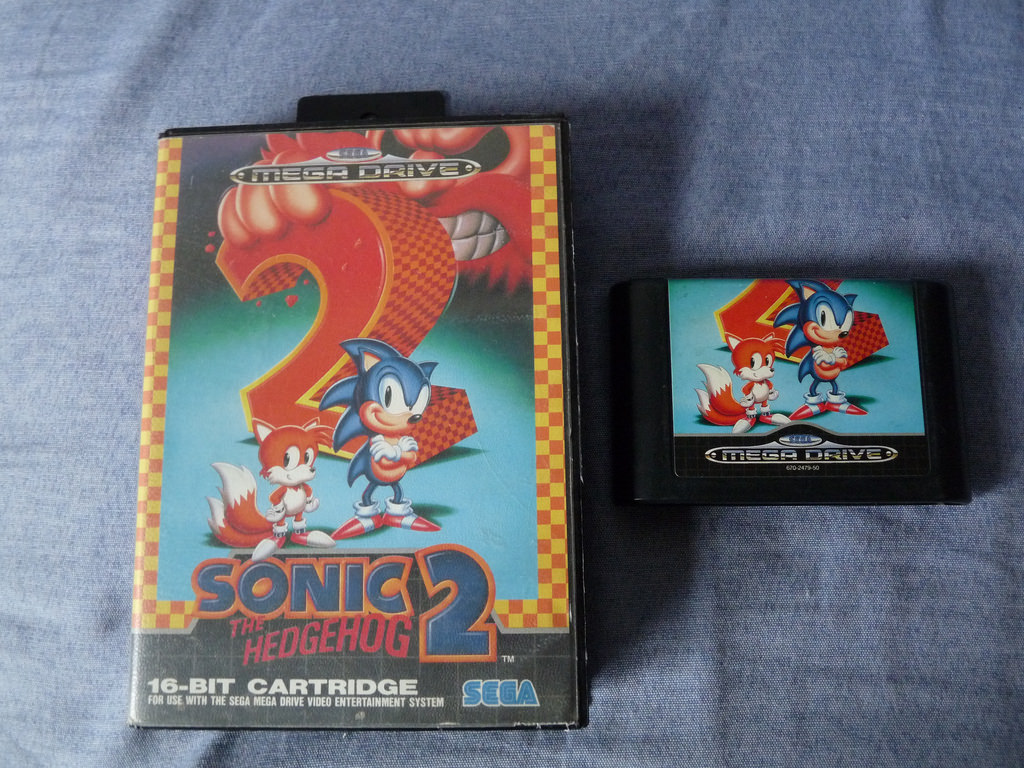 SEGA
MEGA DRIVE
SONIC
THE
HEDGEHOG
2
TM
16-BIT CARTRIDGE
FOR USE WITH THE SEGA MEGA DRIVE VIDEO ENTERTAINMENT SYSTEM
SEGA
SEGA
MEGA DRIVE
670-2479-50